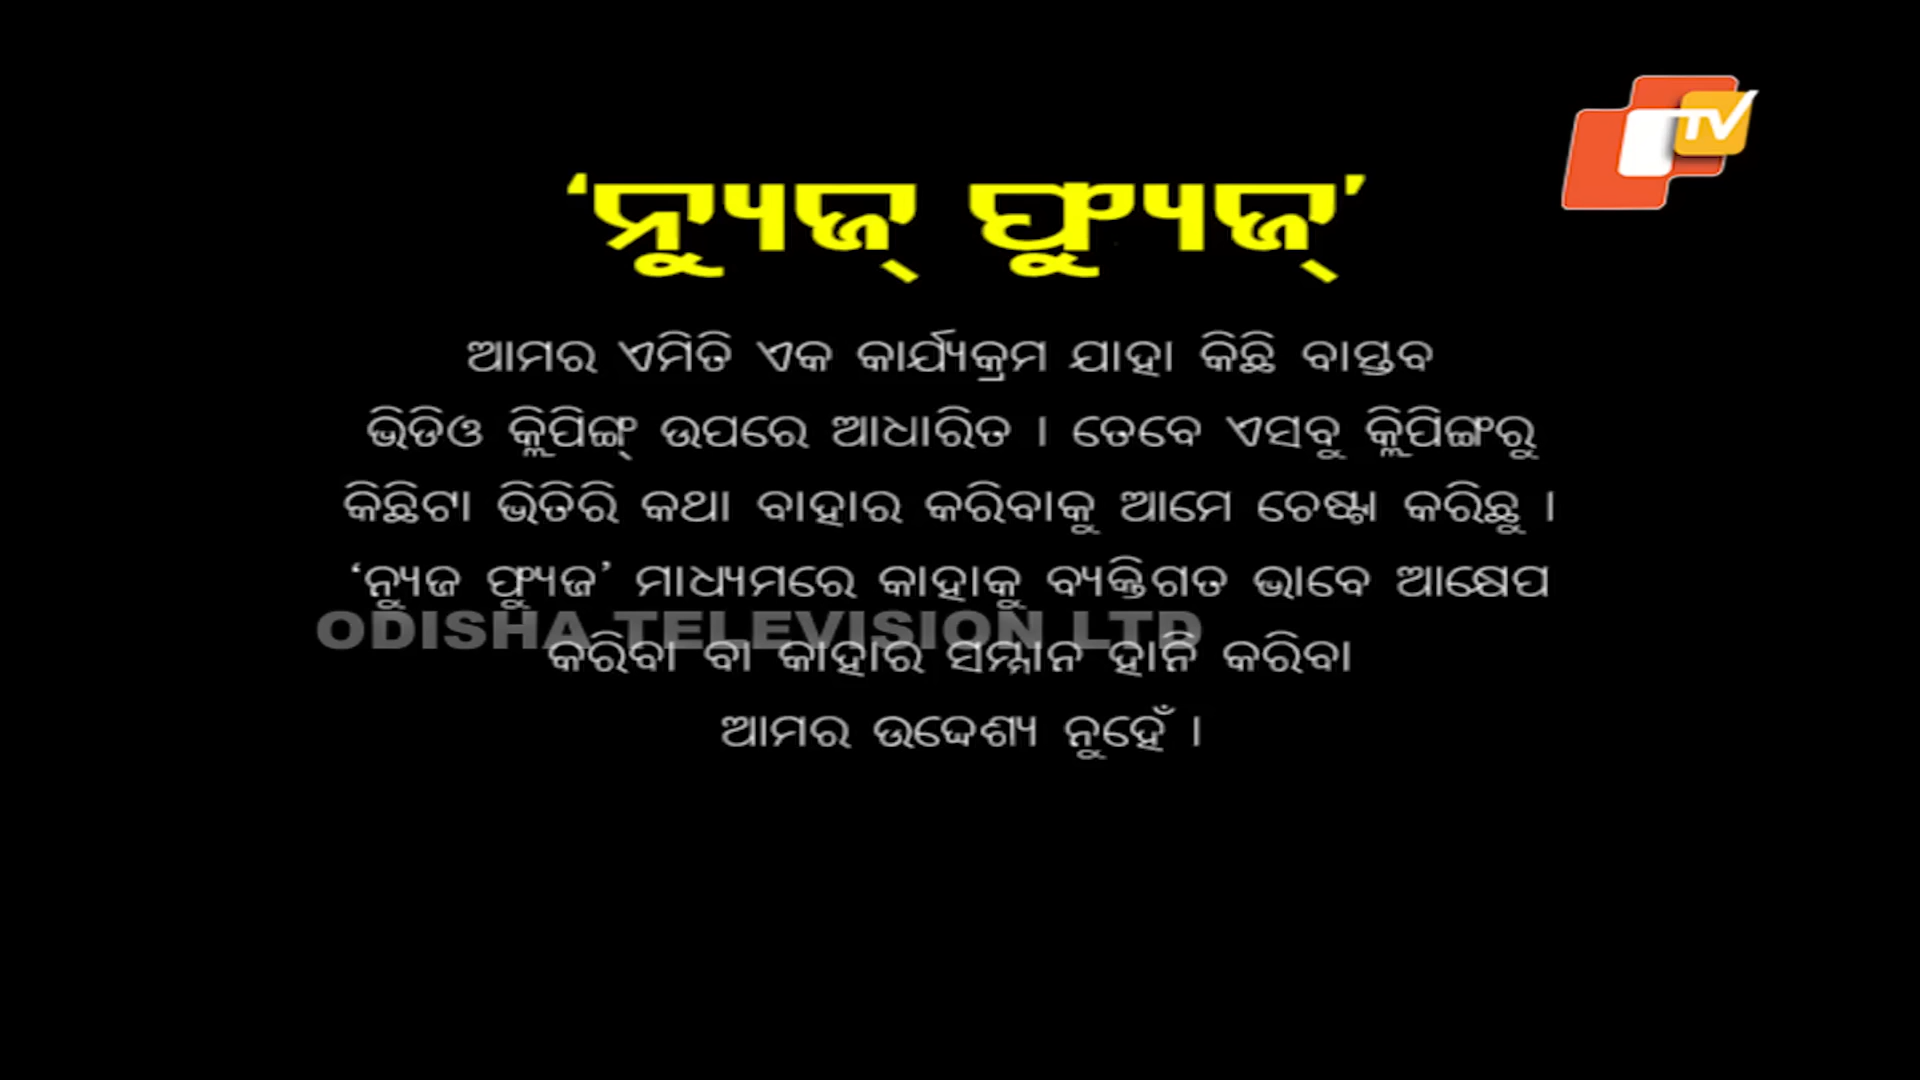 TV
‘ନ୍ୟୁଜ୍ ଫ୍ୟୁଜ୍’
ଆମର ଏମିତି ଏକ କାର୍ଯ୍ୟକ୍ରମ ଯାହା କିଛି ବାସ୍ତବ
ଭିଡିଓ କ୍ଲିପିଙ୍ଗ୍ ଉପରେ ଆଧାରିତ । ତେବେ ଏସବୁ କ୍ଲିପିଙ୍ଗରୁ
କିଛିଟା ଭିତିରି କଥା ବାହାର କରିବାକୁ ଆମେ ଚେଷ୍ଟା କରିଛୁ ।
‘ନ୍ୟୁଜ ଫ୍ୟୁଜ’ ମାଧ୍ୟମରେ କାହାକୁ ବ୍ୟକ୍ତିଗତ ଭାବେ ଆକ୍ଷେପ
ODISHA TELEVISION LTD
କରିବା ବା କାହାର ସମ୍ମାନ ହାନି କରିବା
ଆମର ଉଦ୍ଦେଶ୍ୟ ନୁହେଁ ।